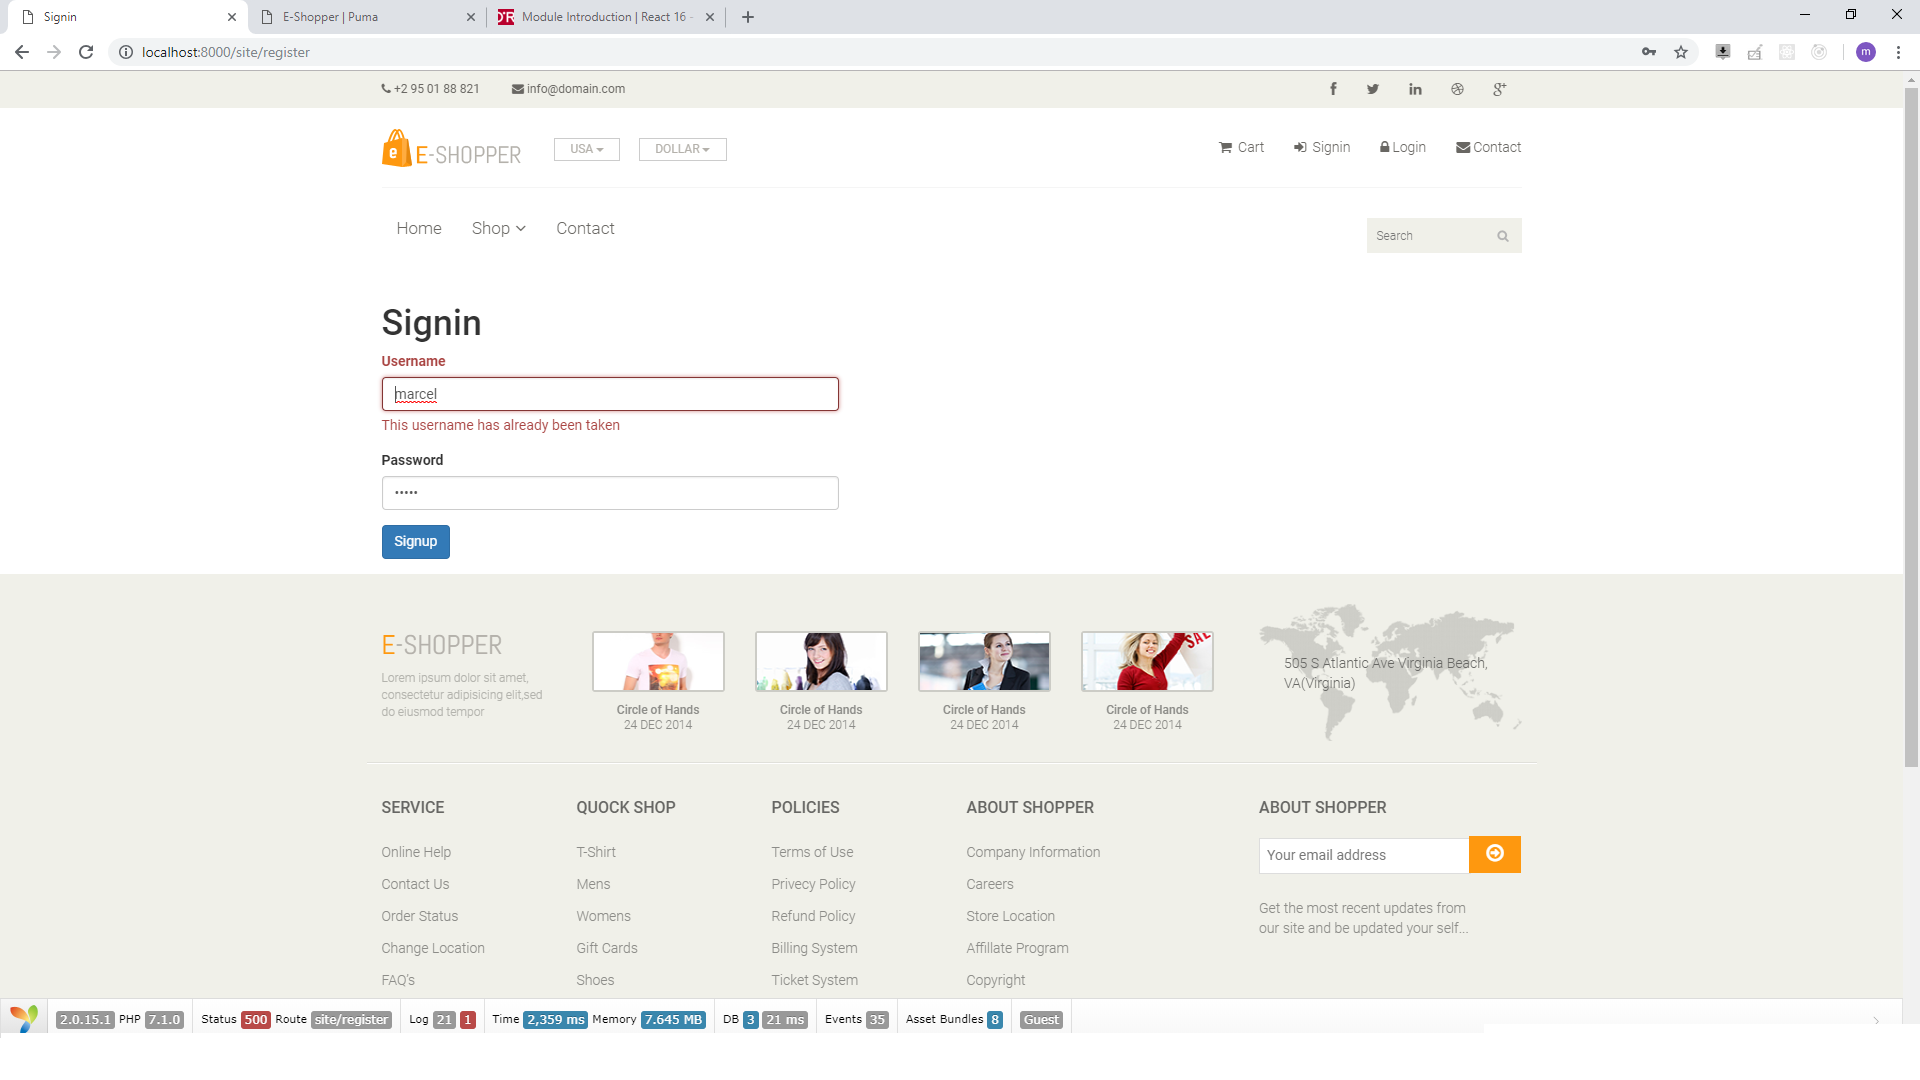 Signin
E-Shopper | Puma
Module Introduction | React 16 -
localhost:8000/site/register
m
+2 95 01 88 821
info@domain.com
E-SHOPPER
USA
DOLLAR
Cart
Signin
Login
Contact
Home
Shop
Contact
Search
Signin
Username
marcel
This username has already been taken
Password
•••••
Signup
E-SHOPPER
Lorem ipsum dolor sit amet,
consectetur adipisicing elit,sed
do eiusmod tempor
Circle of Hands
24 DEC 2014
Circle of Hands
24 DEC 2014
Circle of Hands
24 DEC 2014
SALE
Circle of Hands
24 DEC 2014
505 S Atlantic Ave Virginia Beach,
VA(Virginia)
SERVICE
Online Help
Contact Us
Order Status
Change Location
FAQ's
QUOCK SHOP
T-Shirt
Mens
Womens
Gift Cards
Shoes
POLICIES
Terms of Use
Privecy Policy
Refund Policy
Billing System
Ticket System
ABOUT SHOPPER
Company Information
Careers
Store Location
Affillate Program
Copyright
ABOUT SHOPPER
Your email address
Get the most recent updates from
our site and be updated your self...
2.0.15.1 PHP 7.1.0 Status 500 Route site/register Log 21 1 Time 2,359 ms Memory 7.645 MB DB 3 21 ms Events 35 Asset Bundles 8 Guest